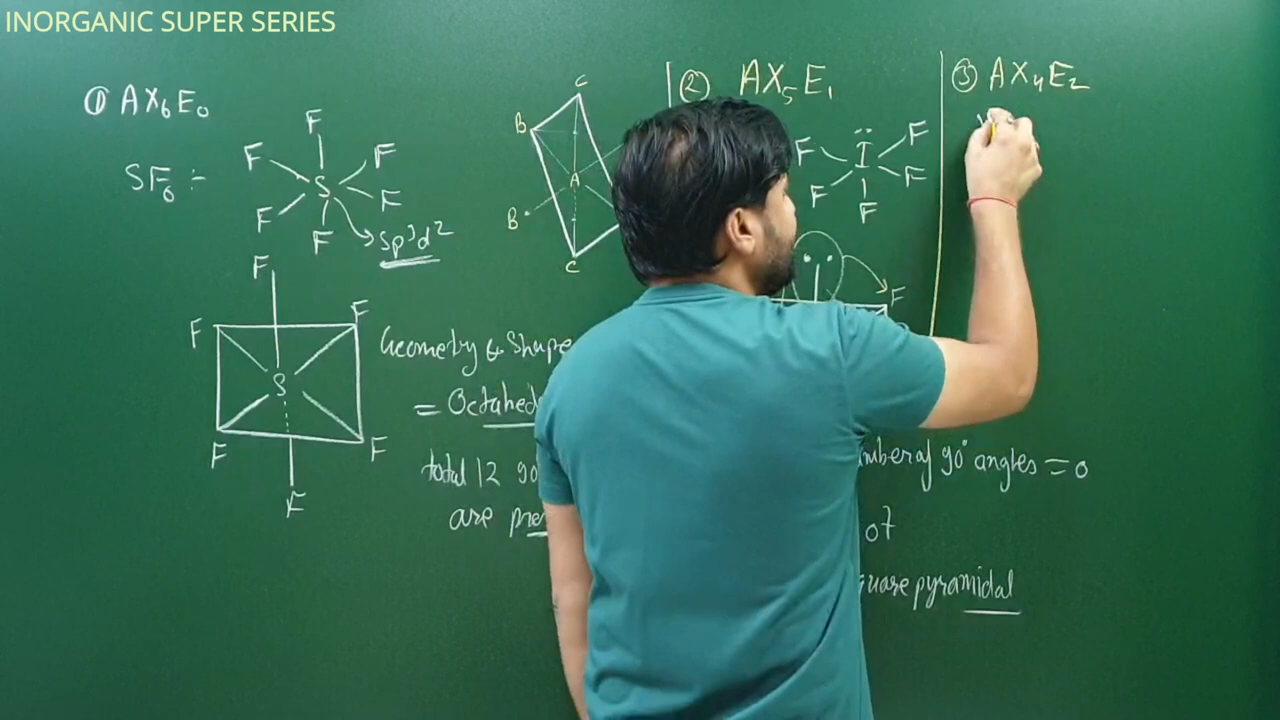 INORGANIC SUPER SERIES
① AX₆E₀
SF₆ :-
F
F F
S
F F
F
sp³d²
F
F F
S
F F
F
C
B
A
B
C
Geometry & Shape
= Octahed
total 12 90
are pre
② AX₅E₁
F F
I
F F
F
F
number of 90° angles = 0
of
square pyramidal
③ AX₄E₂